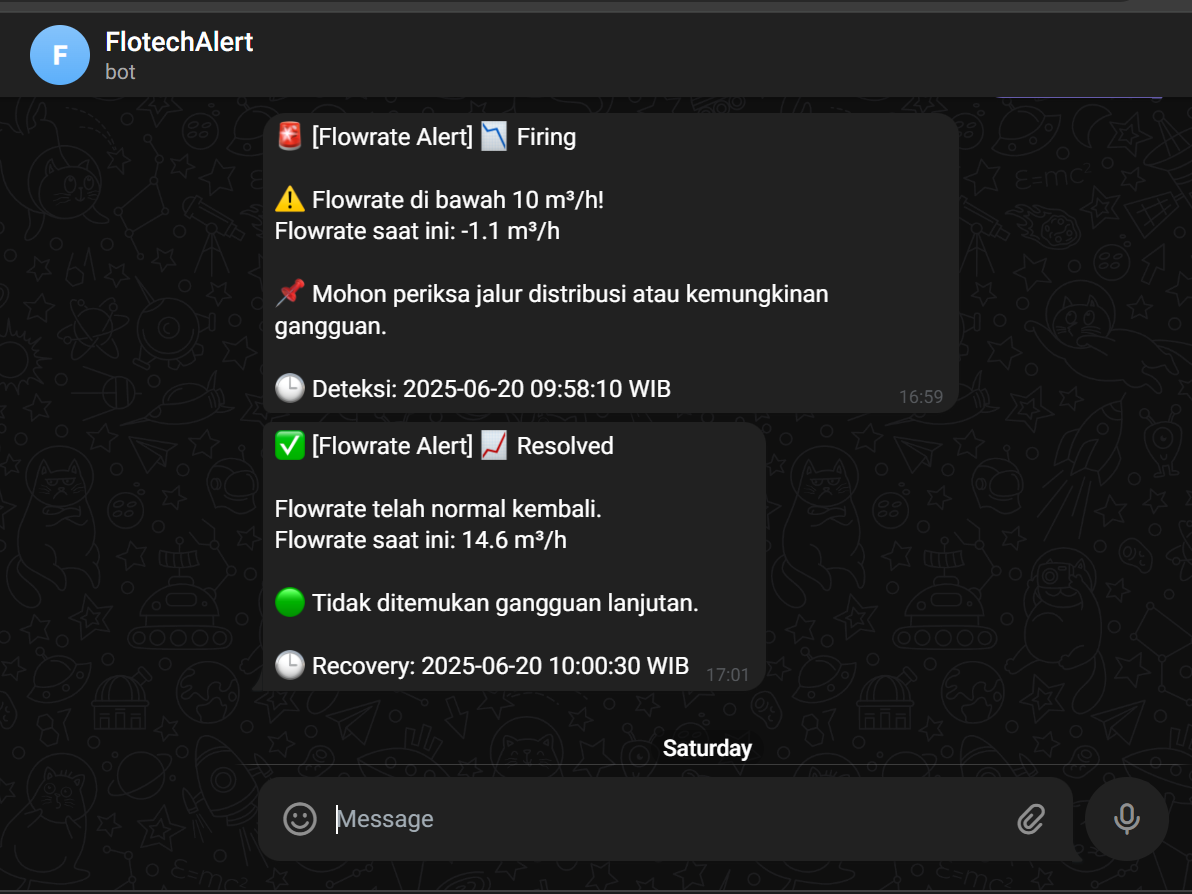 F
FlotechAlert
bot
🚨 [Flowrate Alert] 📉 Firing
⚠️ Flowrate di bawah 10 m³/h!
Flowrate saat ini: -1.1 m³/h
📌 Mohon periksa jalur distribusi atau kemungkinan
gangguan.
🕒 Deteksi: 2025-06-20 09:58:10 WIB
16:59
✅ [Flowrate Alert] 📈 Resolved
Flowrate telah normal kembali.
Flowrate saat ini: 14.6 m³/h
🟢 Tidak ditemukan gangguan lanjutan.
🕒 Recovery: 2025-06-20 10:00:30 WIB
17:01
Saturday
Message